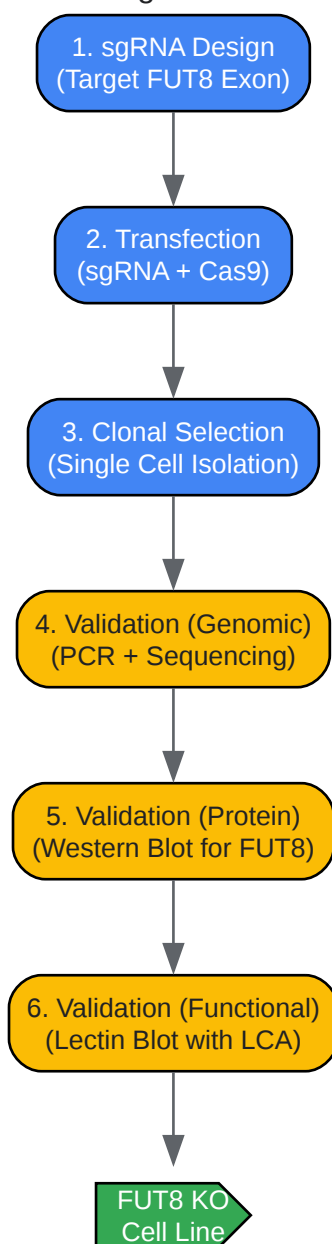 1. sgRNA Design
(Target FUT8 Exon)
2. Transfection
(sgRNA + Cas9)
3. Clonal Selection
(Single Cell Isolation)
4. Validation (Genomic)
(PCR + Sequencing)
5. Validation (Protein)
(Western Blot for FUT8)
6. Validation (Functional)
(Lectin Blot with LCA)
FUT8 KO
Cell Line